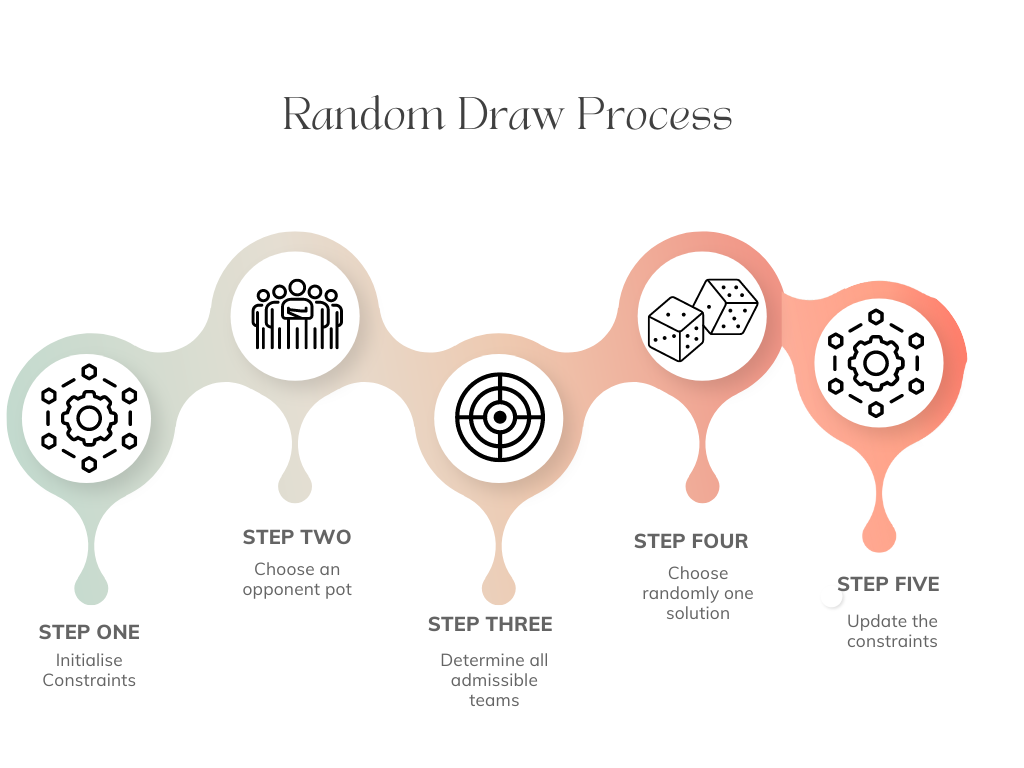 Random Draw Process
STEP ONE
Initialise
Constraints
STEP TWO
Choose an
opponent pot
STEP THREE
Determine all
admissible
teams
STEP FOUR
Choose
randomly one
solution
STEP FIVE
Update the
constraints